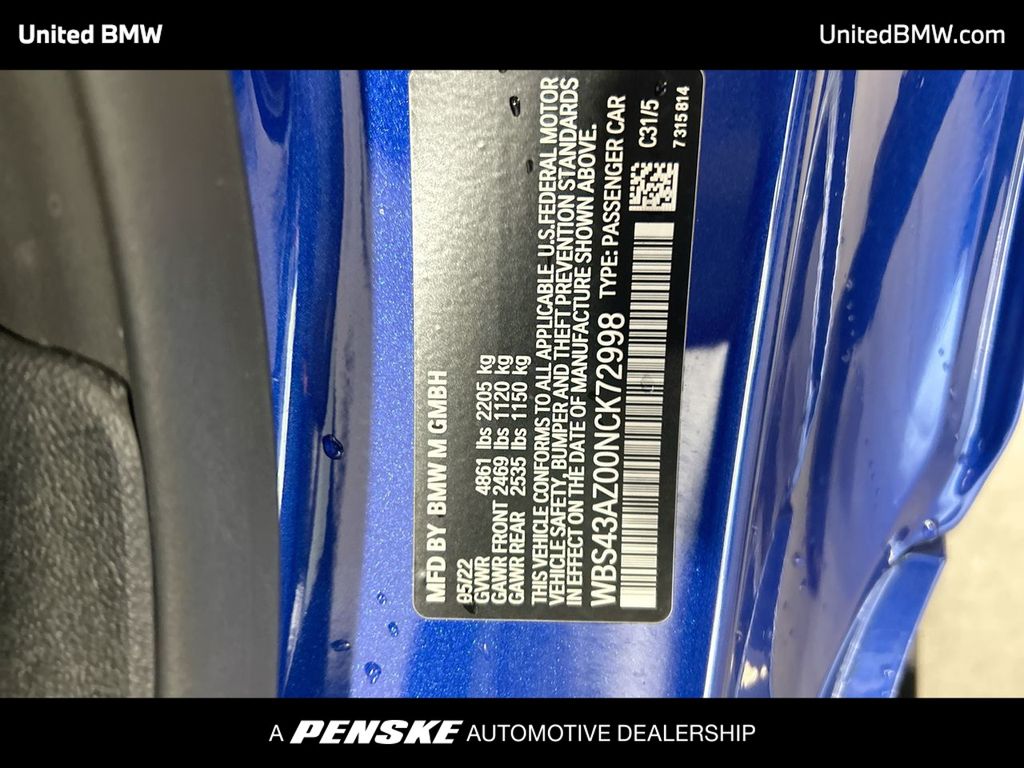 United BMW
UnitedBMW.com
MFD BY BMW M GMBH
05/22
GVWR 4861 lbs 2205 kg
GAWR FRONT 2469 lbs 1120 kg
GAWR REAR 2535 lbs 1150 kg
THIS VEHICLE CONFORMS TO ALL APPLICABLE U.S. FEDERAL MOTOR
VEHICLE SAFETY, BUMPER AND THEFT PREVENTION STANDARDS
IN EFFECT ON THE DATE OF MANUFACTURE SHOWN ABOVE.
WBS43AZ00NCK72998 TYPE: PASSENGER CAR
C31/5
7 315 814
A PENSKE AUTOMOTIVE DEALERSHIP